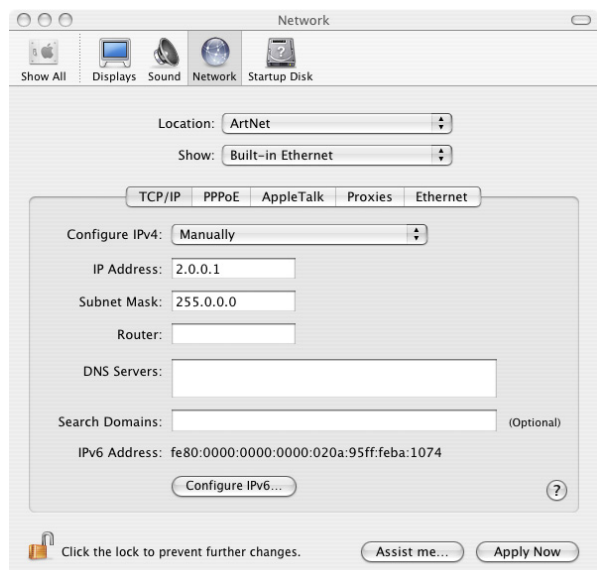 Network
Show All Displays Sound Network Startup Disk
Location: ArtNet
Show: Built-in Ethernet
TCP/IP PPPoE AppleTalk Proxies Ethernet
Configure IPv4: Manually
IP Address: 2.0.0.1
Subnet Mask: 255.0.0.0
Router:
DNS Servers:
Search Domains: (Optional)
IPv6 Address: fe80:0000:0000:0000:020a:95ff:feba:1074
Configure IPv6...
?
Click the lock to prevent further changes. Assist me... Apply Now